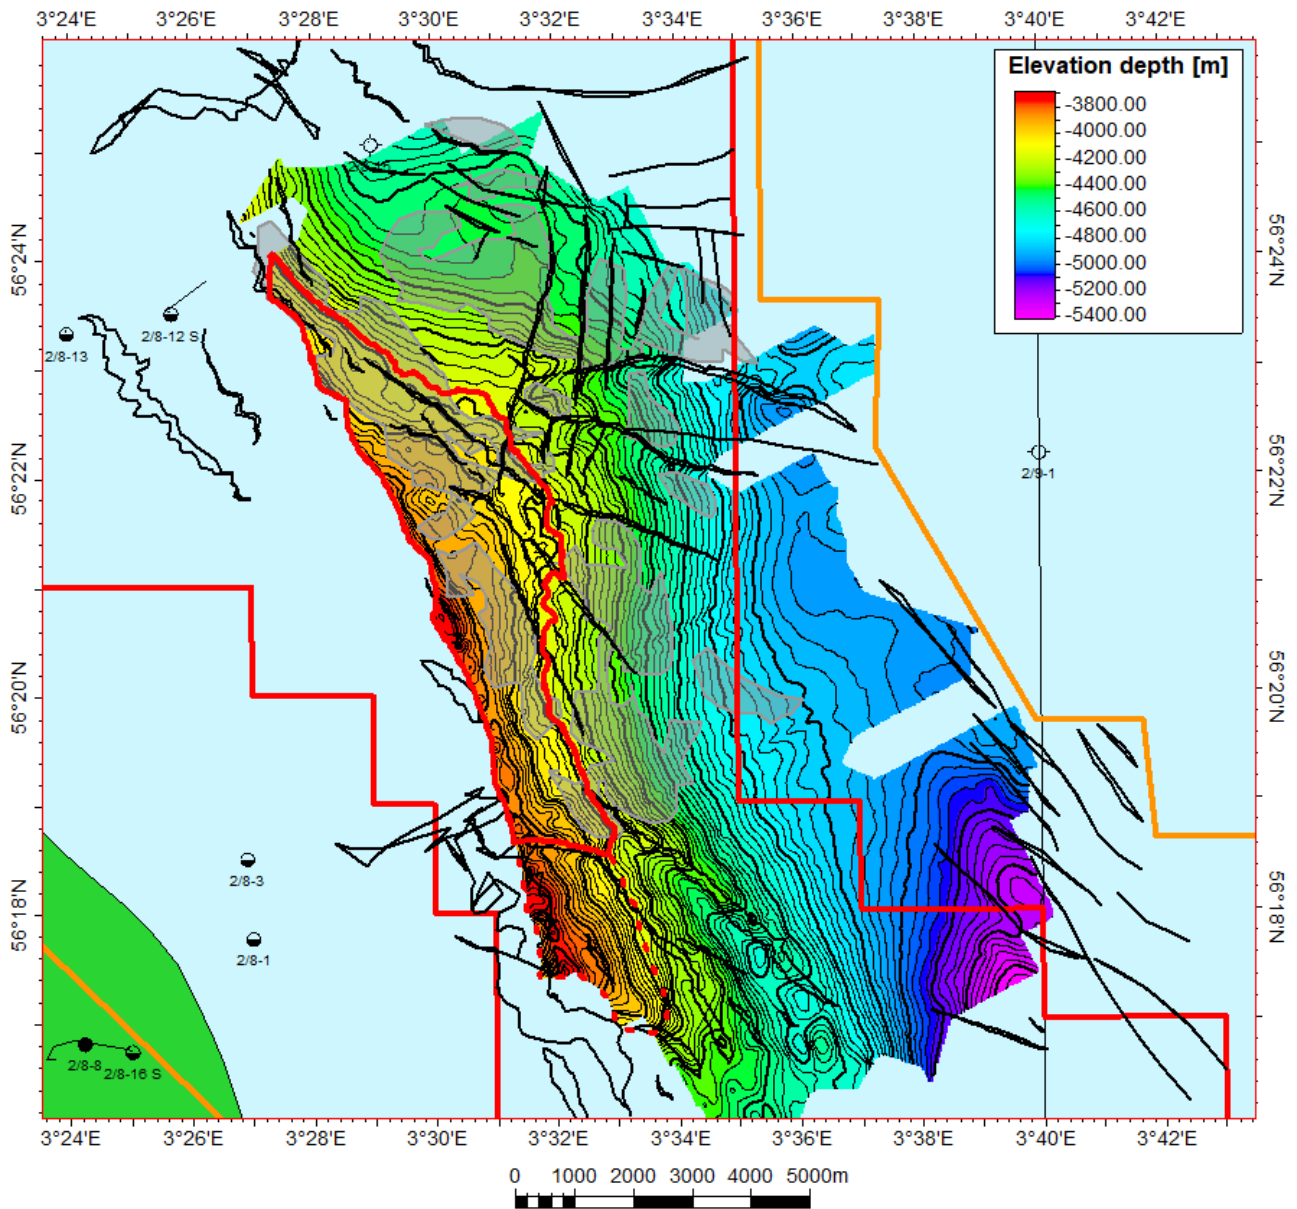 3°24'E 3°26'E 3°28'E 3°30'E 3°32'E 3°34'E 3°36'E 3°38'E 3°40'E 3°42'E
Elevation depth [m]
-3800.00
-4000.00
-4200.00
-4400.00
-4600.00
-4800.00
-5000.00
-5200.00
-5400.00
56°24'N
56°24'N
2/8-12 S
2/8-13
56°22'N
56°22'N
2/9-1
56°20'N
56°20'N
2/8-3
56°18'N
56°18'N
2/8-1
2/8-8
2/8-16 S
3°24'E 3°26'E 3°28'E 3°30'E 3°32'E 3°34'E 3°36'E 3°38'E 3°40'E 3°42'E
0 1000 2000 3000 4000 5000m